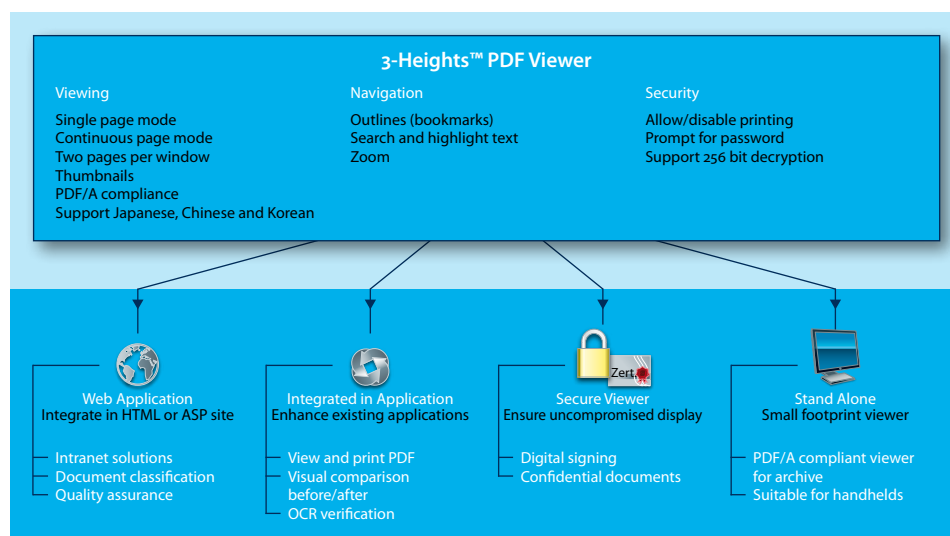 3-Heights™ PDF Viewer
Viewing
Single page mode
Continuous page mode
Two pages per window
Thumbnails
PDF/A compliance
Support Japanese, Chinese and Korean
Navigation
Outlines (bookmarks)
Search and highlight text
Zoom
Security
Allow/disable printing
Prompt for password
Support 256 bit decryption
Web Application
Integrate in HTML or ASP site
Intranet solutions
Document classification
Quality assurance
Integrated in Application
Enhance existing applications
View and print PDF
Visual comparison
before/after
OCR verification
Zert.
Secure Viewer
Ensure uncompromised display
Digital signing
Confidential documents
Stand Alone
Small footprint viewer
PDF/A compliant viewer
for archive
Suitable for handhelds